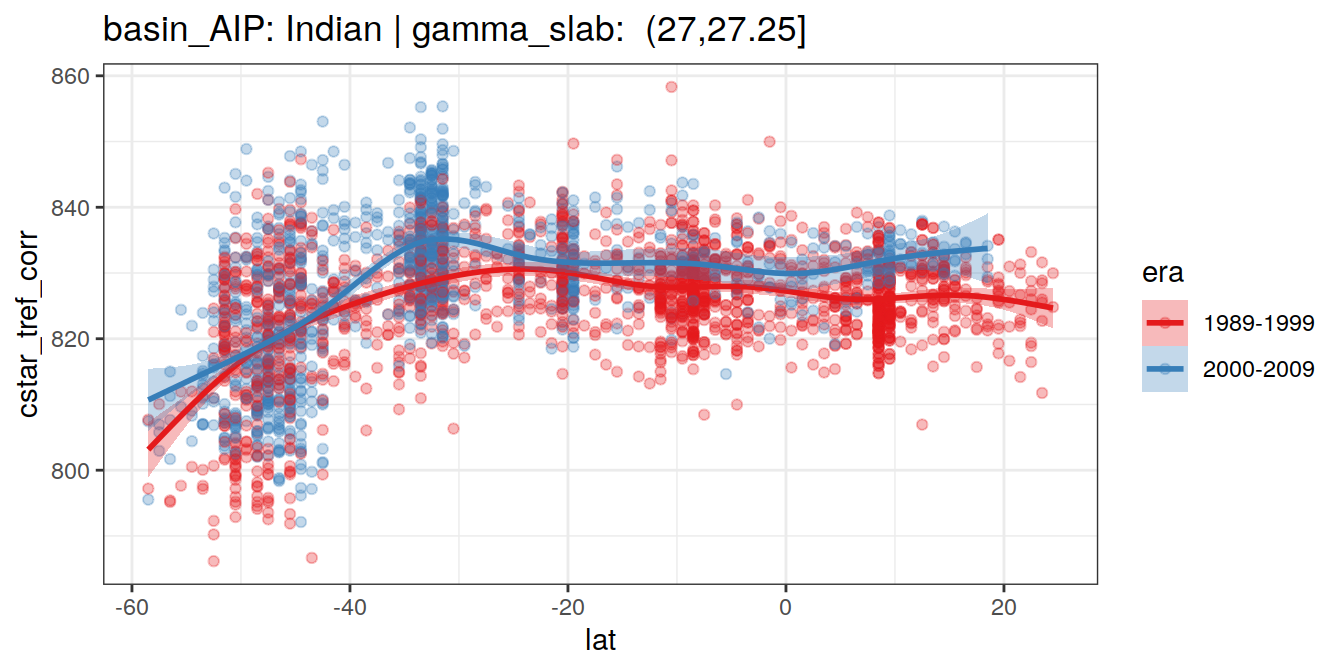 basin_AIP: Indian | gamma_slab:  (27,27.25]
860
840
820
800
cstar_tref_corr
-60
-40
-20
0
20
lat
era
1989-1999
2000-2009